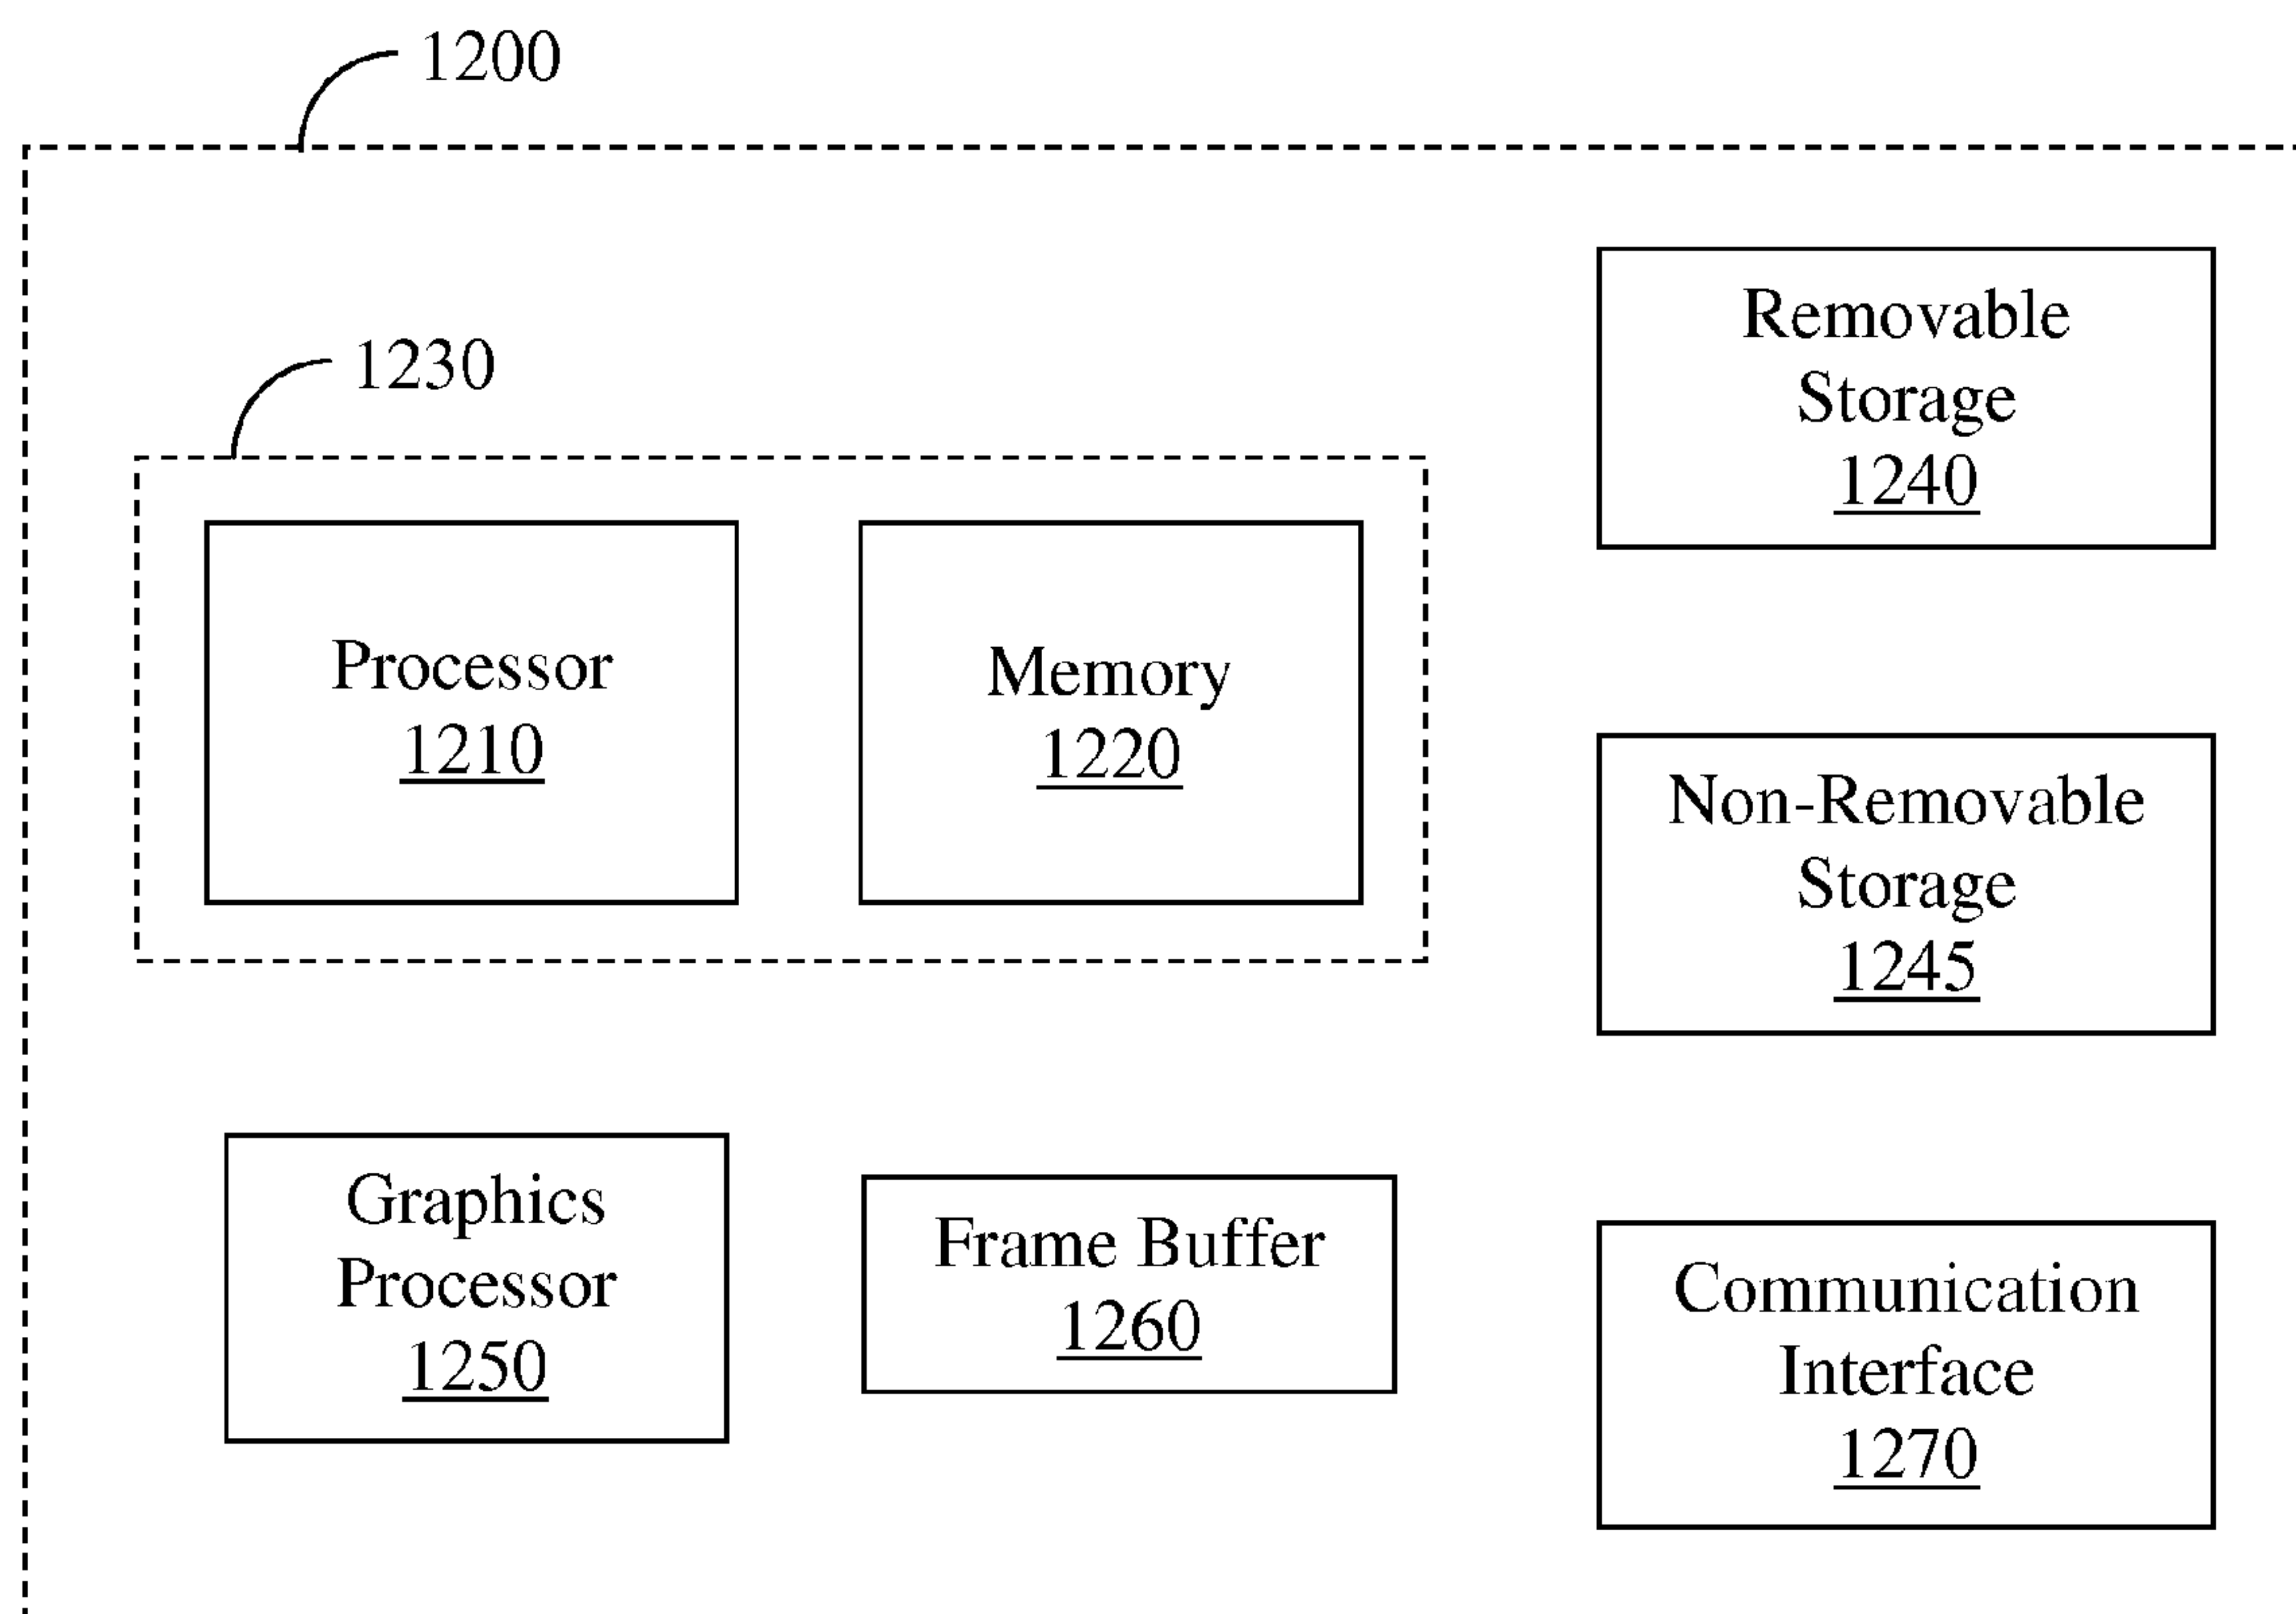 1200
1230
Processor
1210
Memory
1220
Removable
Storage
1240
Non-Removable
Storage
1245
Graphics
Processor
1250
Frame Buffer
1260
Communication
Interface
1270